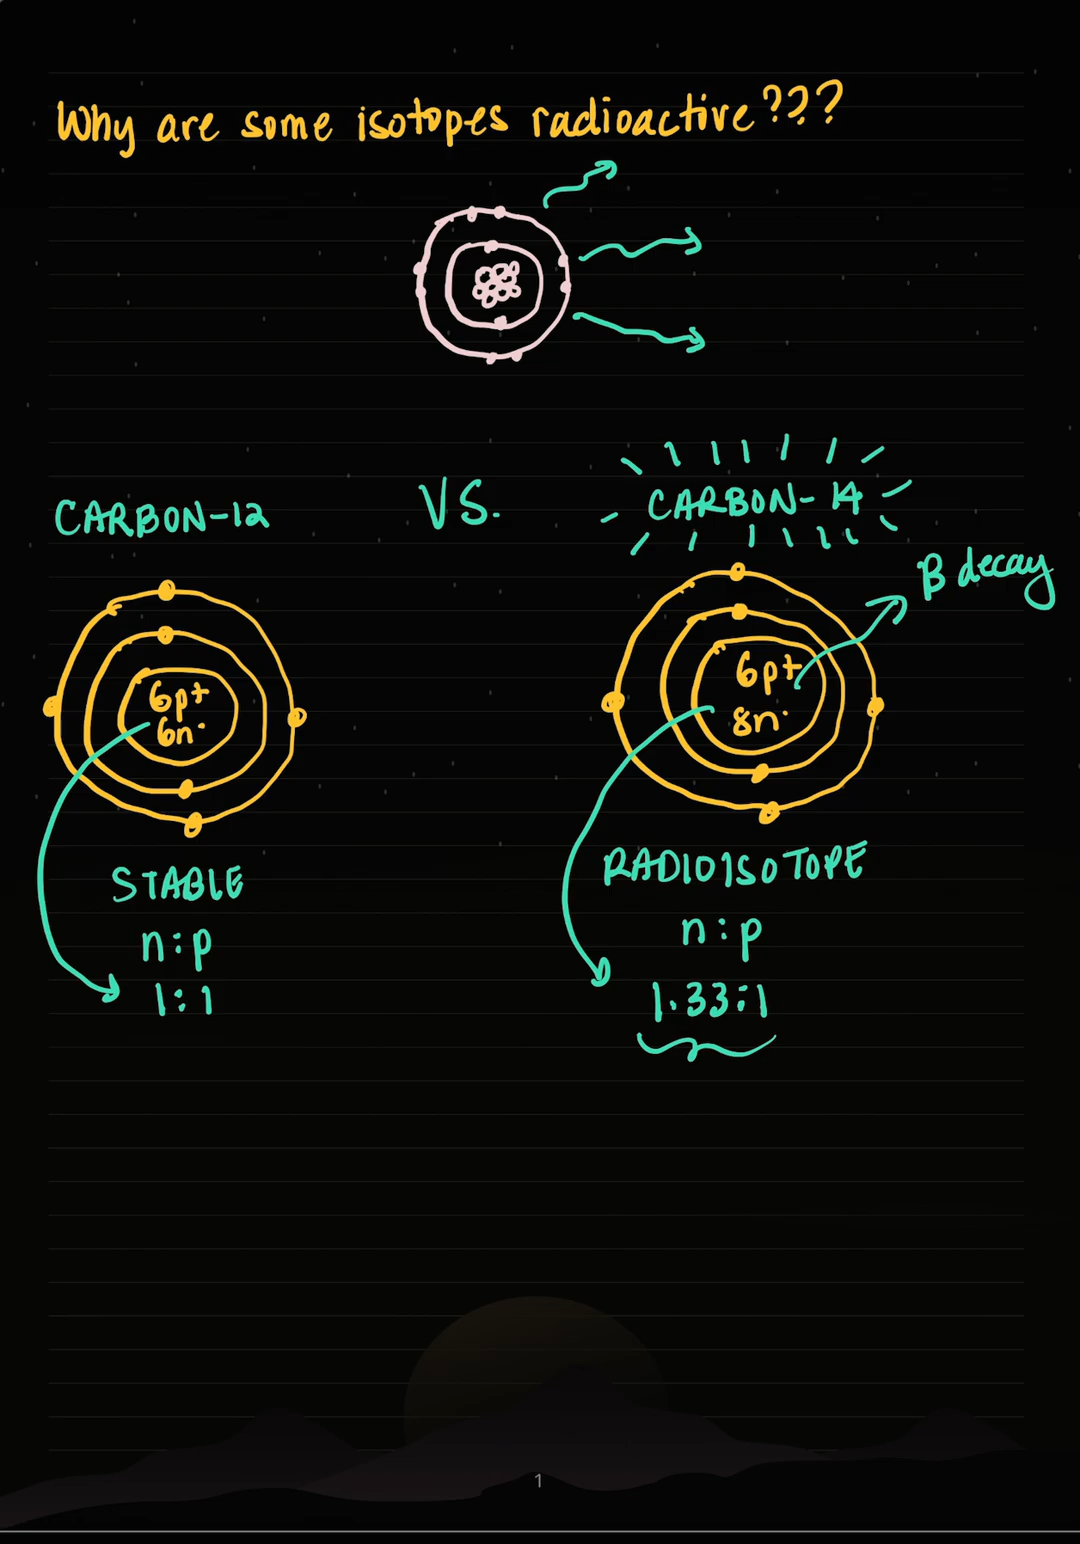 Why are some isotopes radioactive???
CARBON-12
VS.
CARBON-14
β decay
6p+
6n·
6p+
8n·
STABLE
n:p
1:1
RADIOISOTOPE
n:p
1.33:1
1